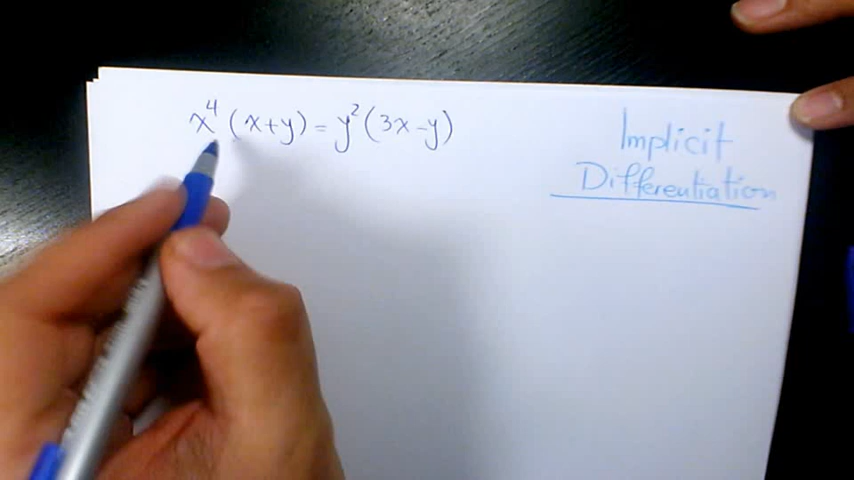 x⁴ (x+y) = y² (3x-y)
Implicit
Differentiation